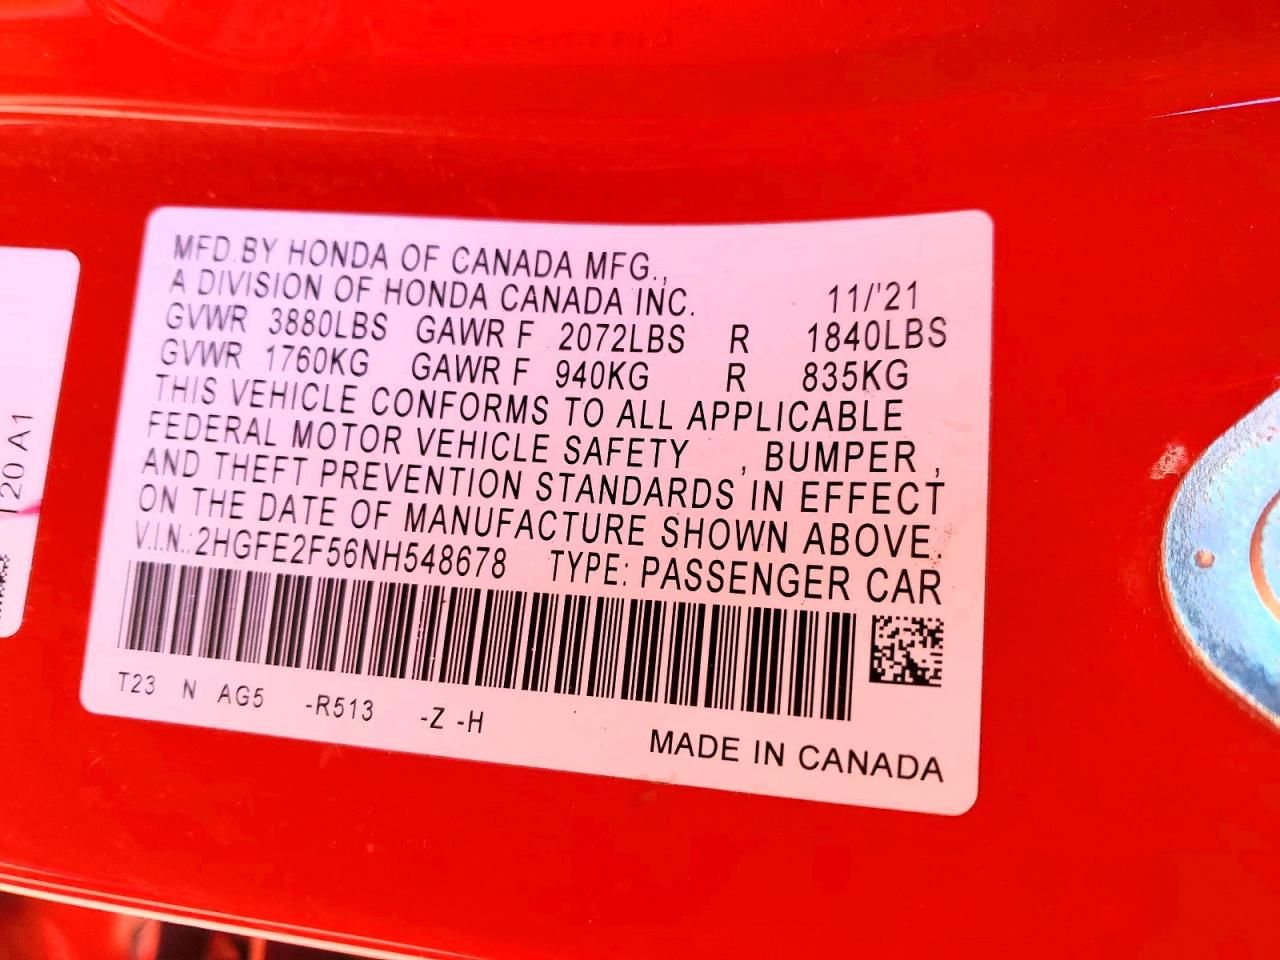 MFD.BY HONDA OF CANADA MFG.,
A DIVISION OF HONDA CANADA INC. 11/'21
GVWR 3880LBS GAWR F 2072LBS R 1840LBS
GVWR 1760KG GAWR F 940KG R 835KG
THIS VEHICLE CONFORMS TO ALL APPLICABLE
FEDERAL MOTOR VEHICLE SAFETY , BUMPER ,
AND THEFT PREVENTION STANDARDS IN EFFECT
ON THE DATE OF MANUFACTURE SHOWN ABOVE.
V.I.N.:2HGFE2F56NH548678 TYPE: PASSENGER CAR
T23 N AG5 -R513 -Z -H
MADE IN CANADA
A1